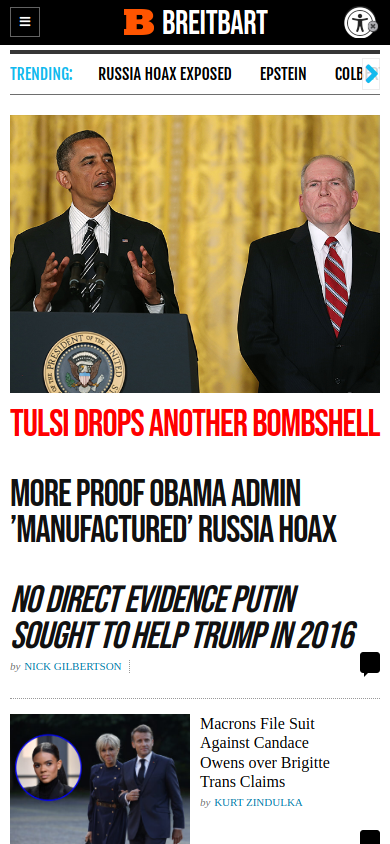 BREITBART
TRENDING: RUSSIA HOAX EXPOSED EPSTEIN COLB
TULSI DROPS ANOTHER BOMBSHELL
MORE PROOF OBAMA ADMIN
’MANUFACTURED’ RUSSIA HOAX
NO DIRECT EVIDENCE PUTIN
SOUGHT TO HELP TRUMP IN 2016
by NICK GILBERTSON
Macrons File Suit
Against Candace
Owens over Brigitte
Trans Claims
by KURT ZINDULKA